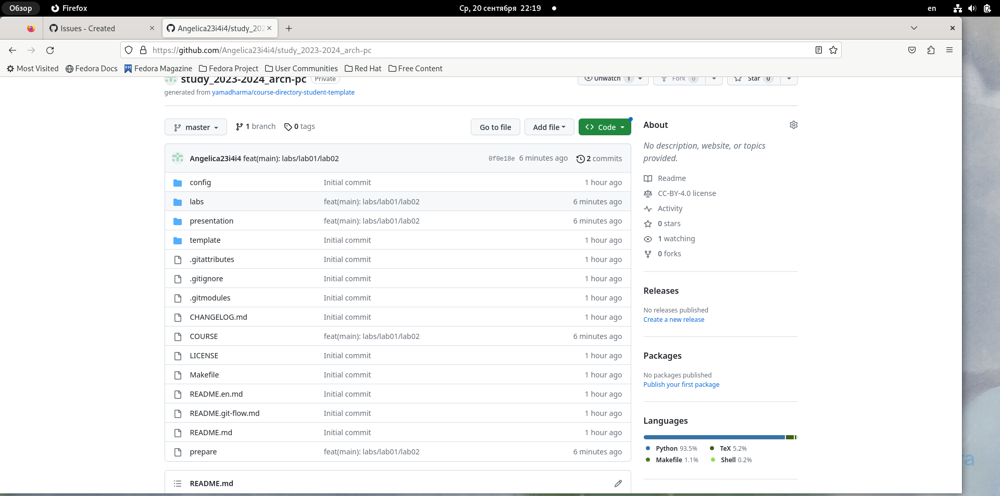 Обзор Firefox Ср, 20 сентября 22:19 en
Issues - Created Angelica23i4i4/study_202
https://github.com/Angelica23i4i4/study_2023-2024_arch-pc
Most Visited Fedora Docs Fedora Magazine Fedora Project User Communities Red Hat Free Content
study_2023-2024_arch-pc Private Unwatch 1 Fork 0 Star 0
generated from yamadharma/course-directory-student-template
master 1 branch 0 tags Go to file Add file Code
Angelica23i4i4 feat(main): labs/lab01/lab02 0f0e18e 6 minutes ago 2 commits
config Initial commit 1 hour ago
labs feat(main): labs/lab01/lab02 6 minutes ago
presentation feat(main): labs/lab01/lab02 6 minutes ago
template Initial commit 1 hour ago
.gitattributes Initial commit 1 hour ago
.gitignore Initial commit 1 hour ago
.gitmodules Initial commit 1 hour ago
CHANGELOG.md Initial commit 1 hour ago
COURSE feat(main): labs/lab01/lab02 6 minutes ago
LICENSE Initial commit 1 hour ago
Makefile Initial commit 1 hour ago
README.en.md Initial commit 1 hour ago
README.git-flow.md Initial commit 1 hour ago
README.md Initial commit 1 hour ago
prepare feat(main): labs/lab01/lab02 6 minutes ago
README.md
About
No description, website, or topics
provided.
Readme
CC-BY-4.0 license
Activity
0 stars
1 watching
0 forks
Releases
No releases published
Create a new release
Packages
No packages published
Publish your first package
Languages
Python 93.5% TeX 5.2%
Makefile 1.1% Shell 0.2%